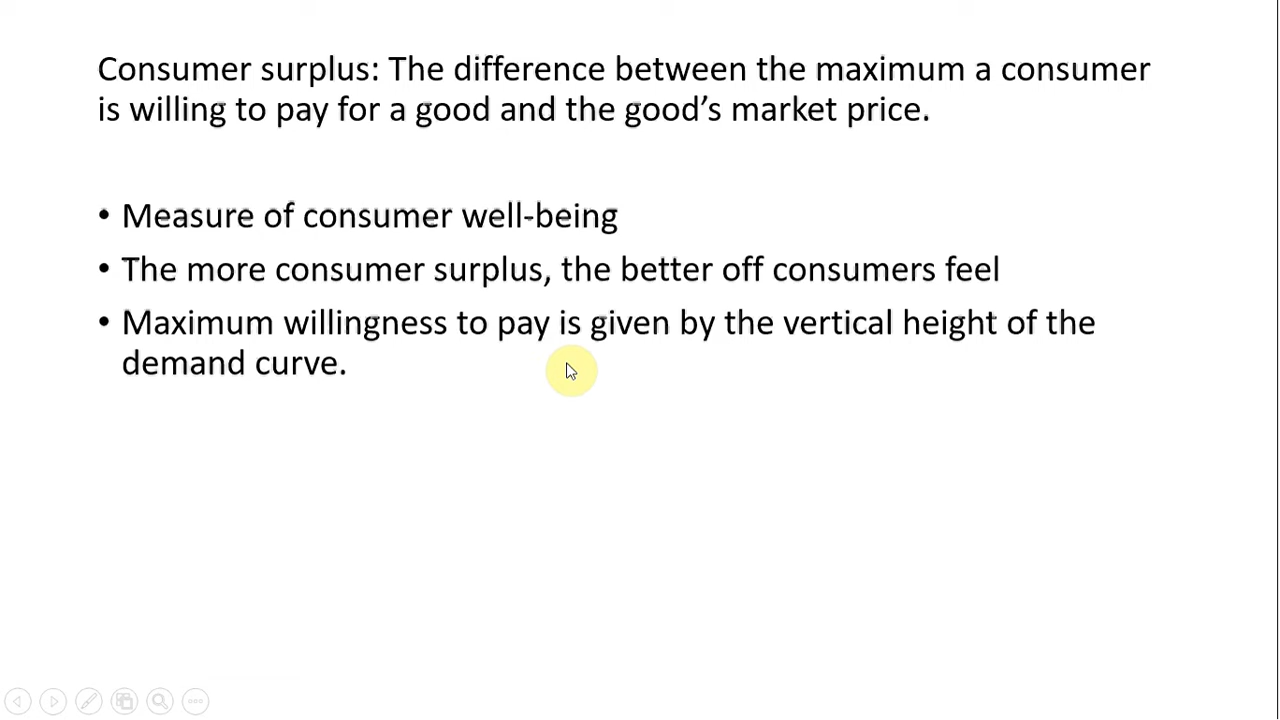 Consumer surplus: The difference between the maximum a consumer
is willing to pay for a good and the good’s market price.
• Measure of consumer well-being
• The more consumer surplus, the better off consumers feel
• Maximum willingness to pay is given by the vertical height of the
demand curve.